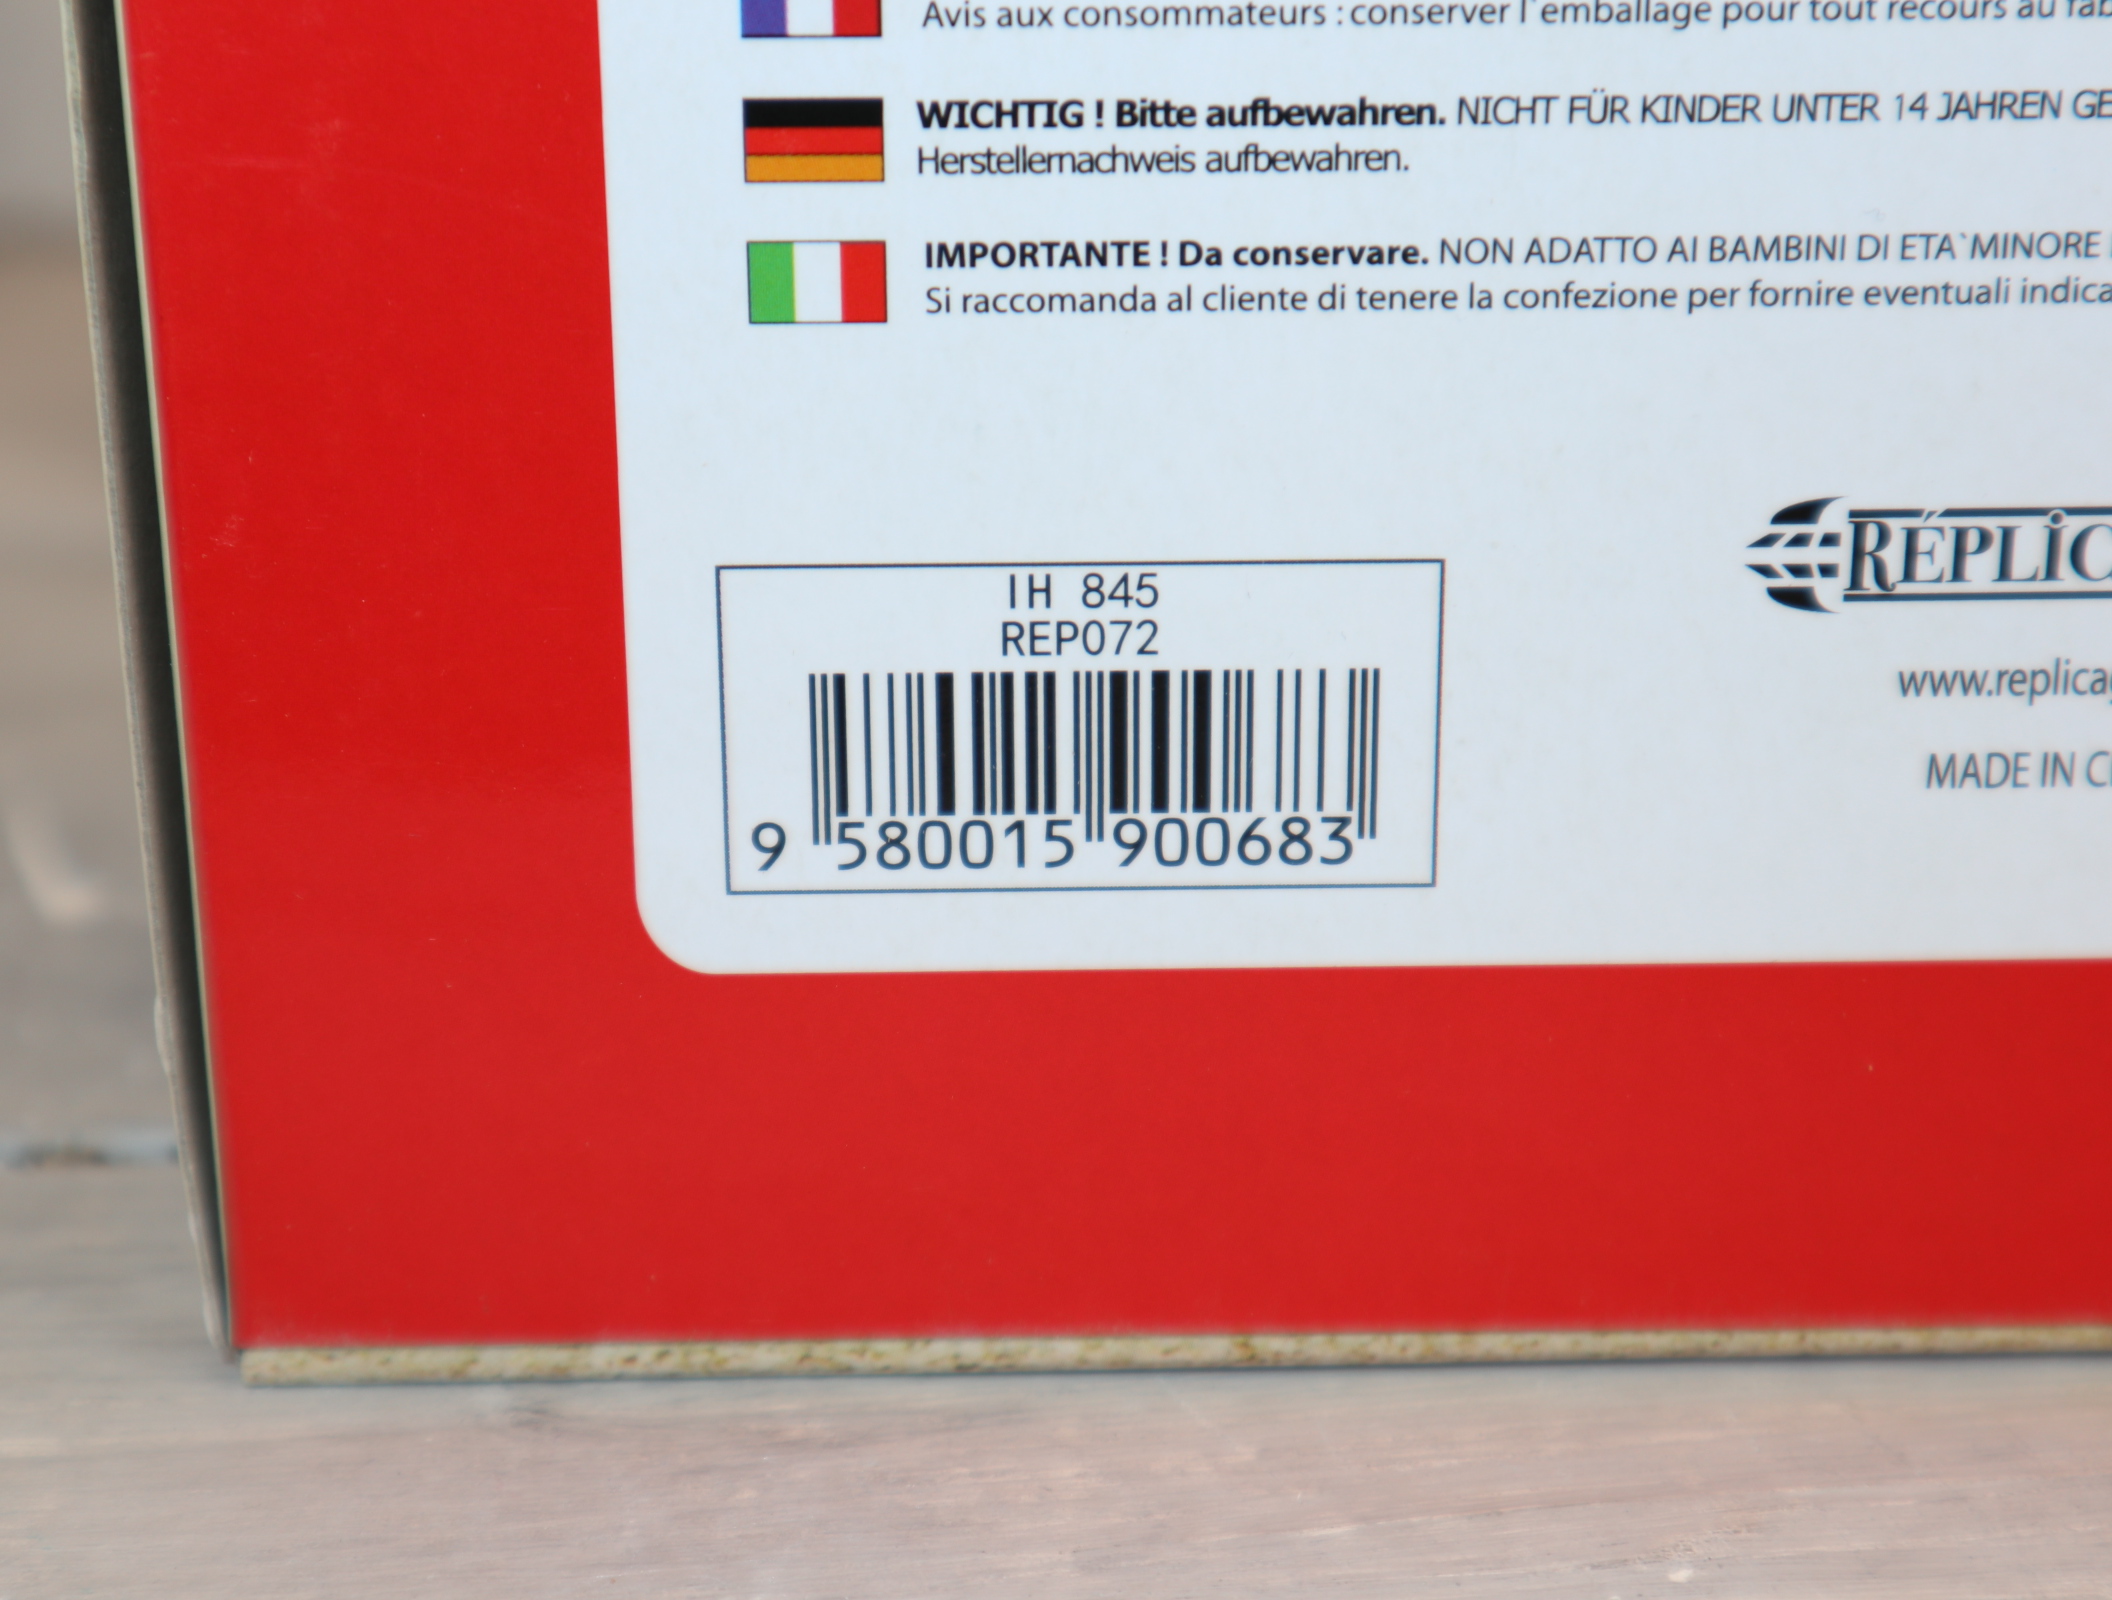 Avis aux consommateurs : conserver l'emballage pour tout recours au
WICHTIG ! Bitte aufbewahren. NICHT FÜR KINDER UNTER 14 JAHREN
Herstellernachweis aufbewahren.
IMPORTANTE ! Da conservare. NON ADATTO AI BAMBINI DI ETA`MINORE
Si raccomanda al cliente di tenere la confezione per fornire eventuali
IH 845
REP072
9 580015 900683
MADE IN